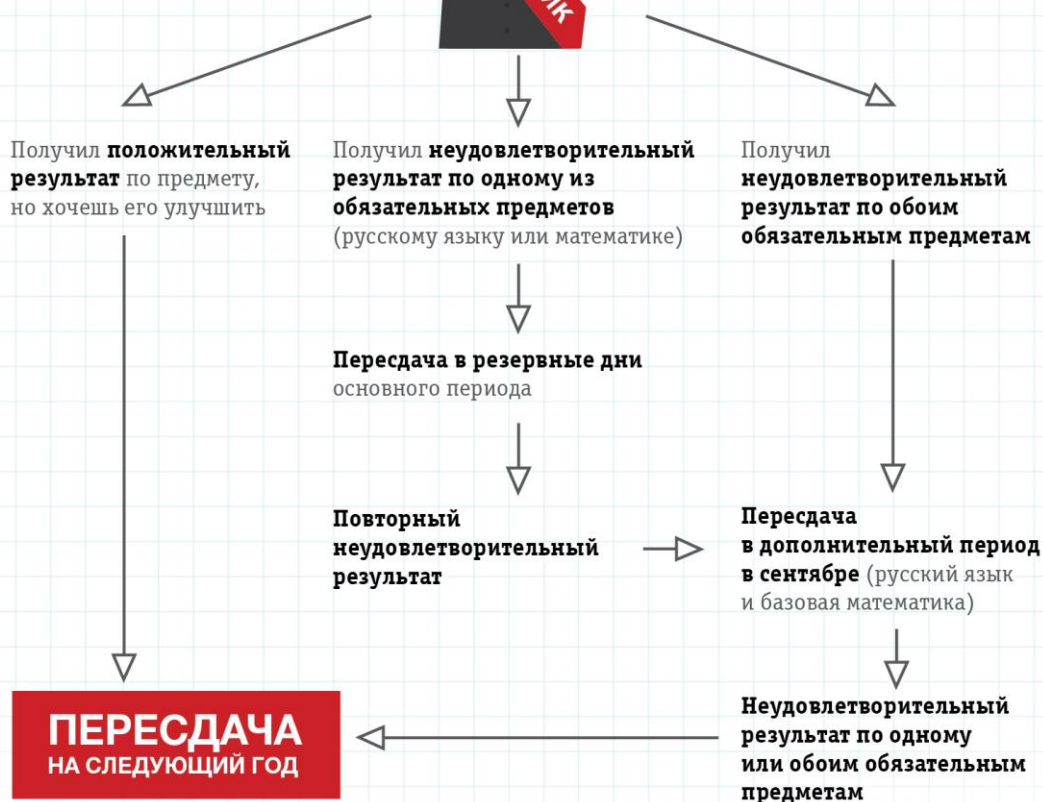 Получил положительный
результат по предмету,
но хочешь его улучшить
Получил неудовлетворительный
результат по одному из
обязательных предметов
(русскому языку или математике)
Получил
неудовлетворительный
результат по обоим
обязательным предметам
Пересдача в резервные дни
основного периода
Повторный
неудовлетворительный
результат
Пересдача
в дополнительный период
в сентябре (русский язык
и базовая математика)
Неудовлетворительный
результат по одному
или обоим обязательным
предметам
ПЕРЕСДАЧА
НА СЛЕДУЮЩИЙ ГОД